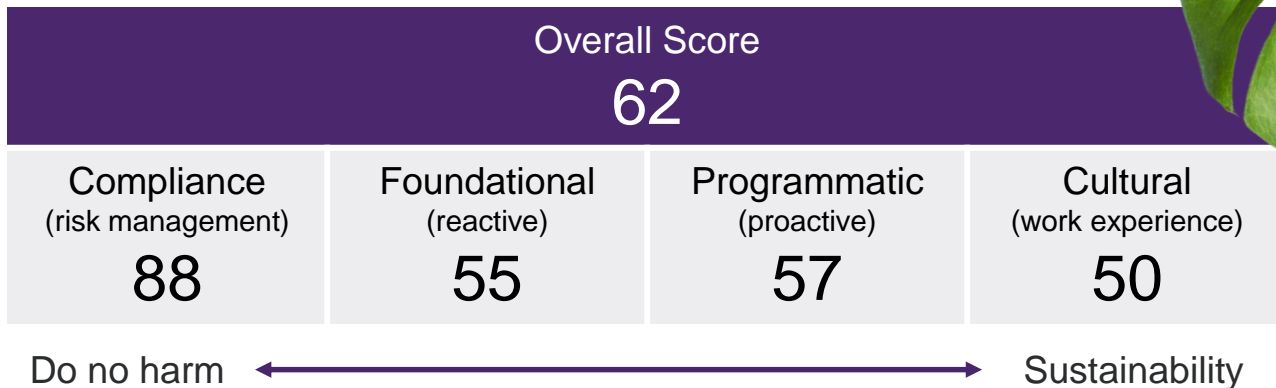 Overall Score
62
Compliance
(risk management)
88
Foundational
(reactive)
55
Programmatic
(proactive)
57
Cultural
(work experience)
50
Do no harm
Sustainability